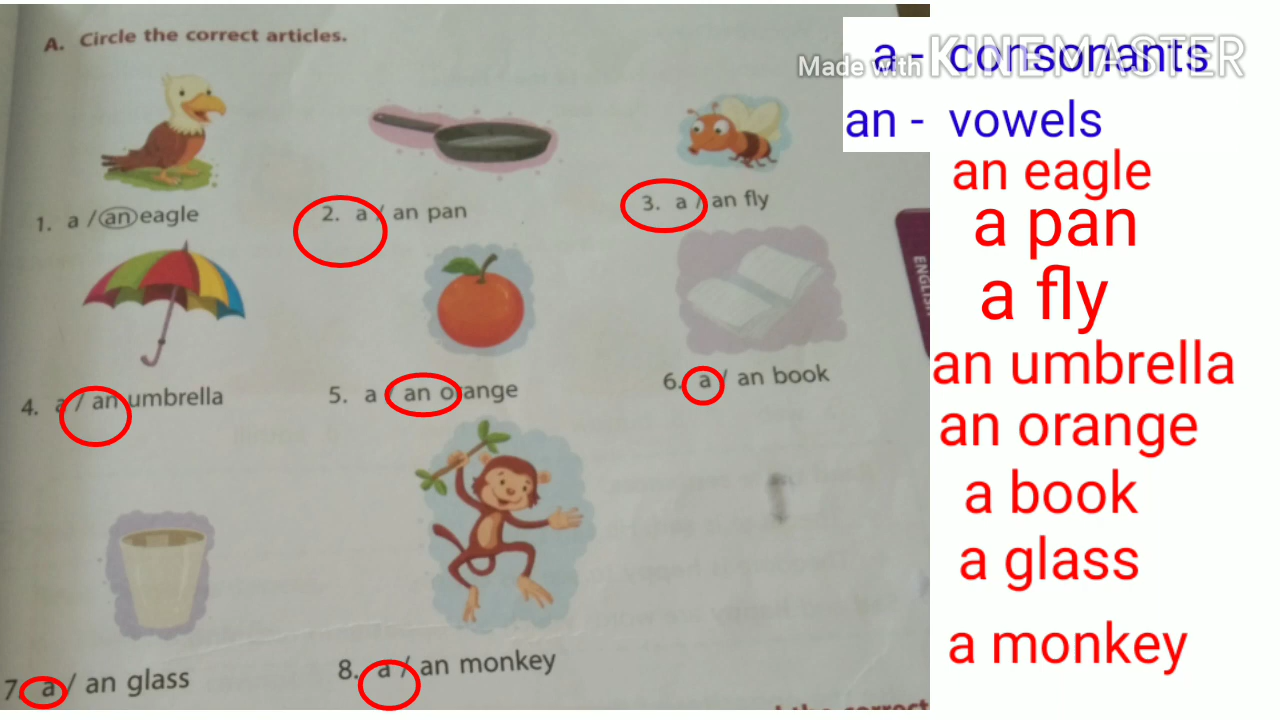 A. Circle the correct articles.
1. a / an eagle
2. a / an pan
3. a / an fly
4. a / an umbrella
5. a / an orange
6. a / an book
7. a / an glass
8. a / an monkey
ENGLISH
Made with KINEMASTER
a - consonants
an - vowels
an eagle
a pan
a fly
an umbrella
an orange
a book
a glass
a monkey